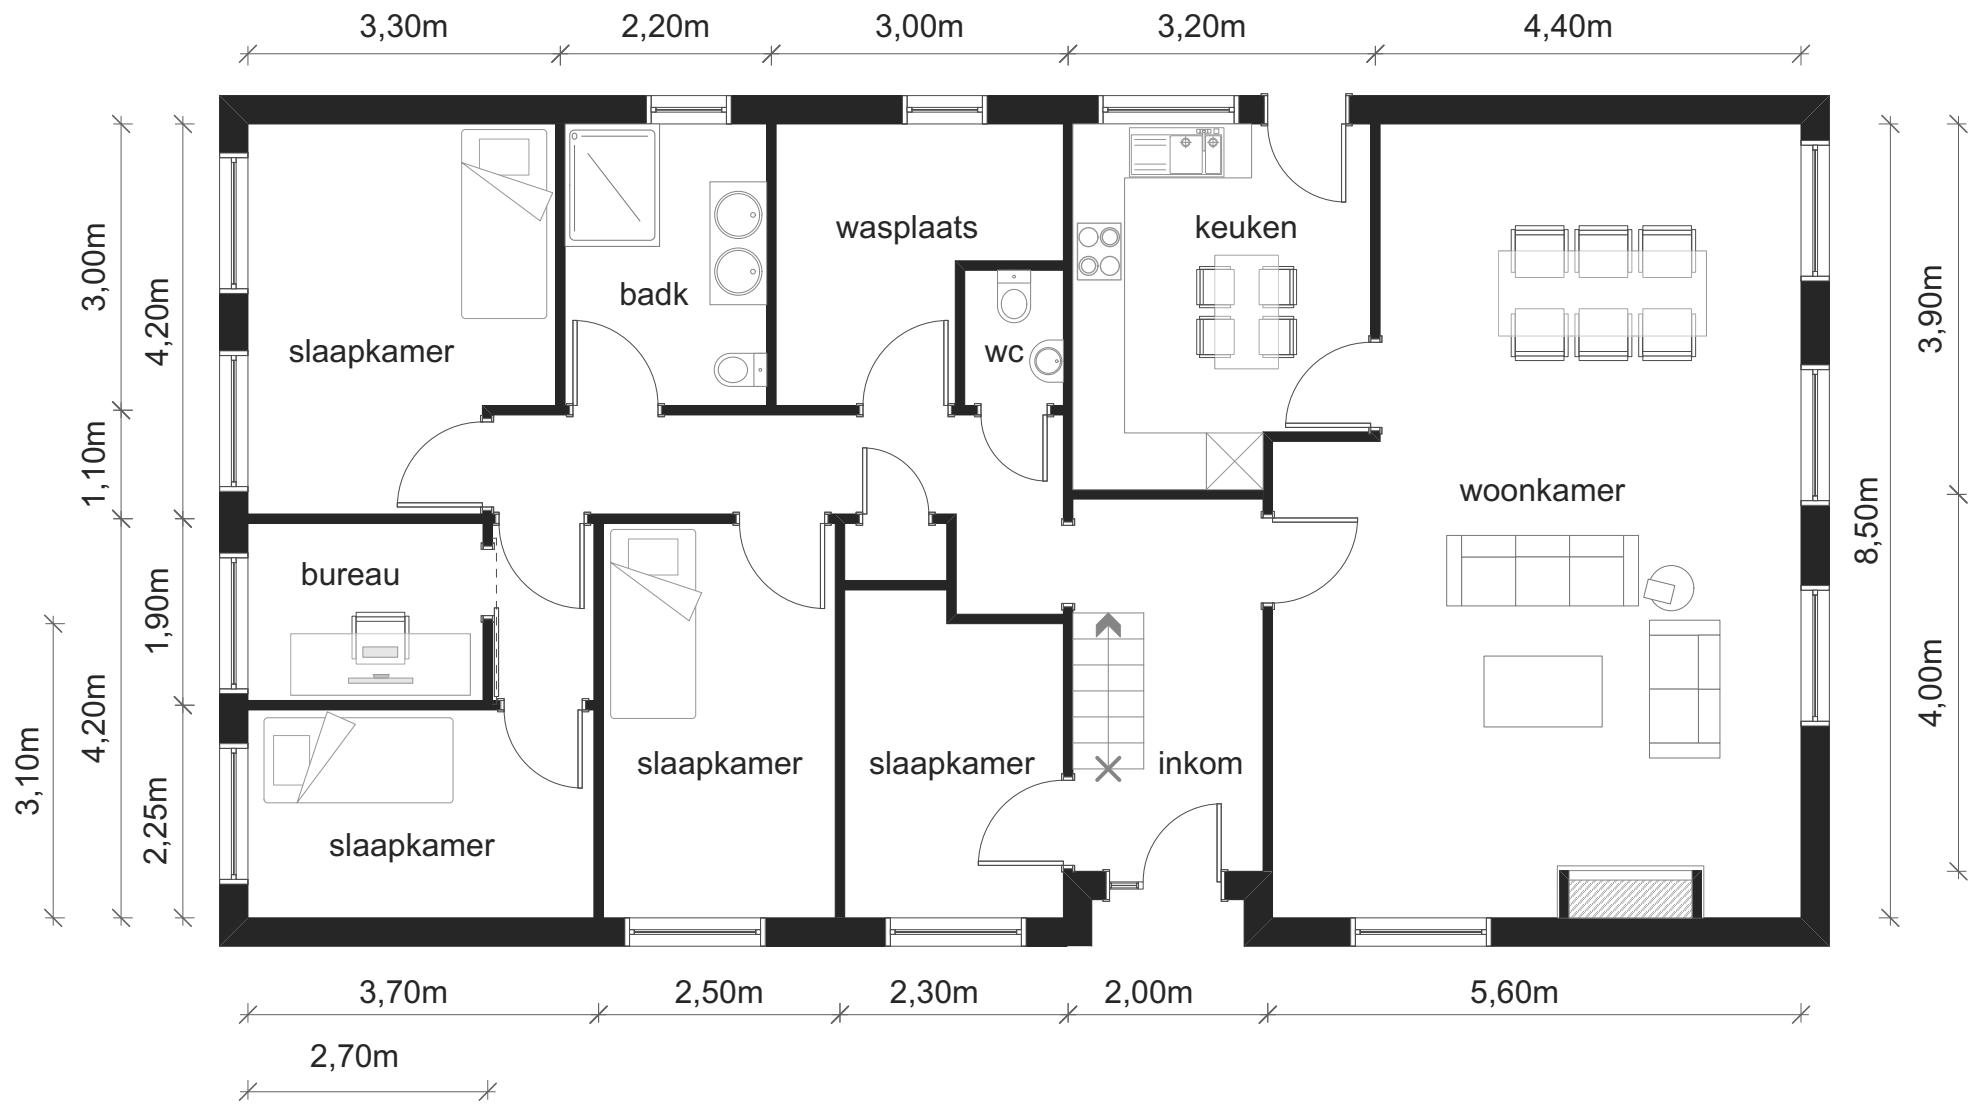 3,30m
2,20m
3,00m
3,20m
4,40m
wasplaats
keuken
badk
slaapkamer
wc
woonkamer
bureau
slaapkamer
slaapkamer
inkom
slaapkamer
3,00m
4,20m
1,10m
1,90m
4,20m
3,10m
2,25m
3,90m
8,50m
4,00m
3,70m
2,50m
2,30m
2,00m
5,60m
2,70m